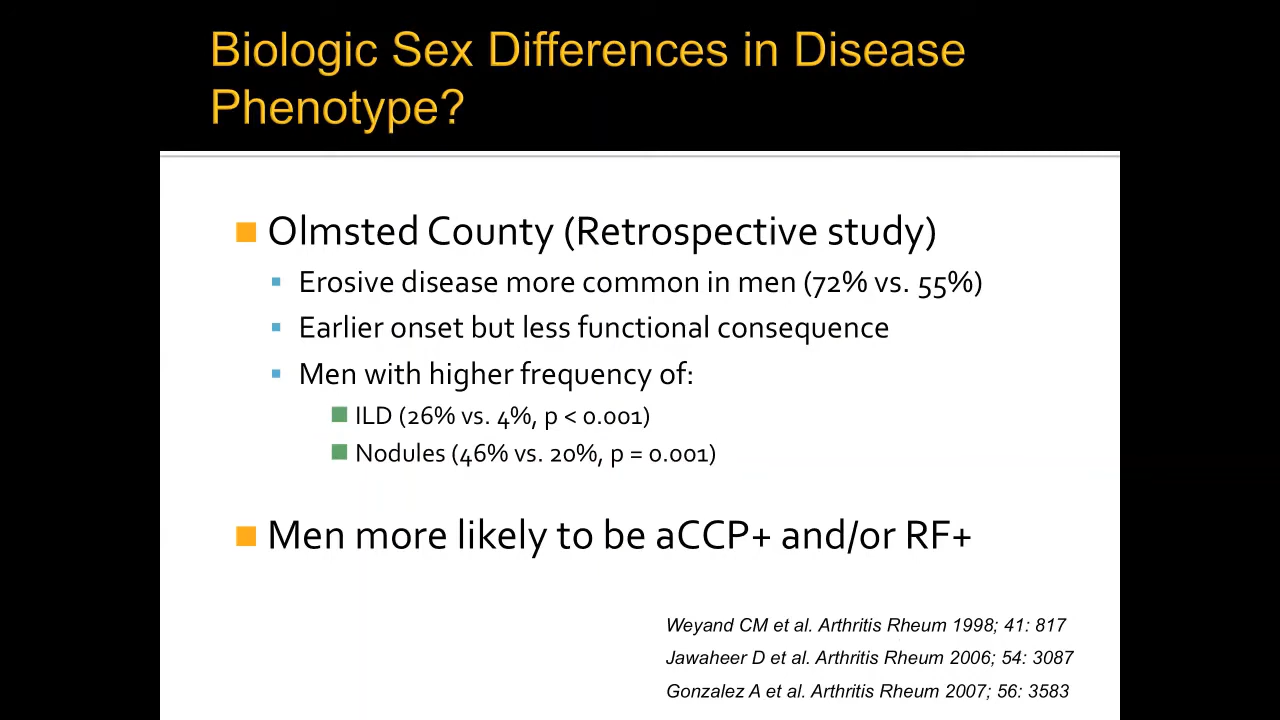 Biologic Sex Differences in Disease
Phenotype?
Olmsted County (Retrospective study)
Erosive disease more common in men (72% vs. 55%)
Earlier onset but less functional consequence
Men with higher frequency of:
ILD (26% vs. 4%, p < 0.001)
Nodules (46% vs. 20%, p = 0.001)
Men more likely to be aCCP+ and/or RF+
Weyand CM et al. Arthritis Rheum 1998; 41: 817
Jawaheer D et al. Arthritis Rheum 2006; 54: 3087
Gonzalez A et al. Arthritis Rheum 2007; 56: 3583